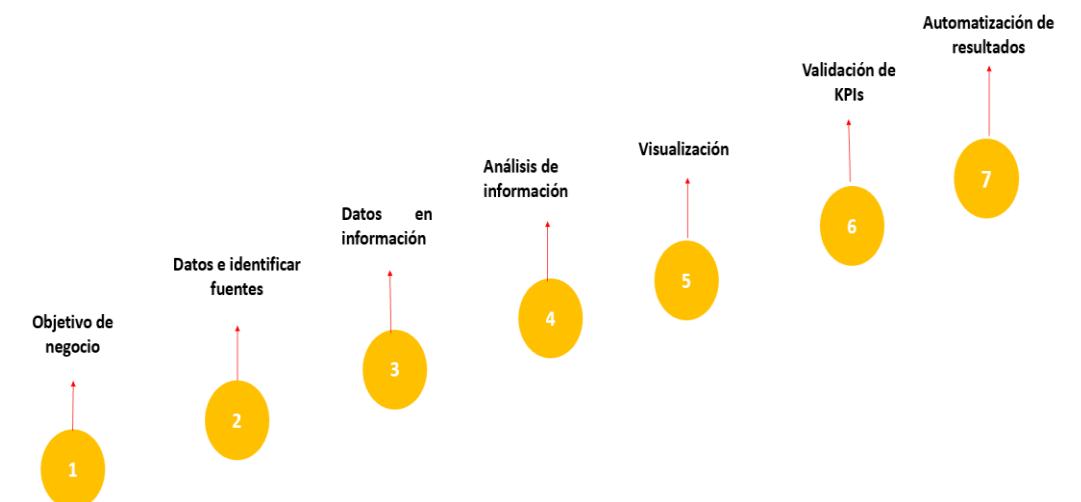 Objetivo de
negocio
1
Datos e identificar
fuentes
2
Datos en
información
3
Análisis de
información
4
Visualización
5
Validación de
KPIs
6
Automatización de
resultados
7